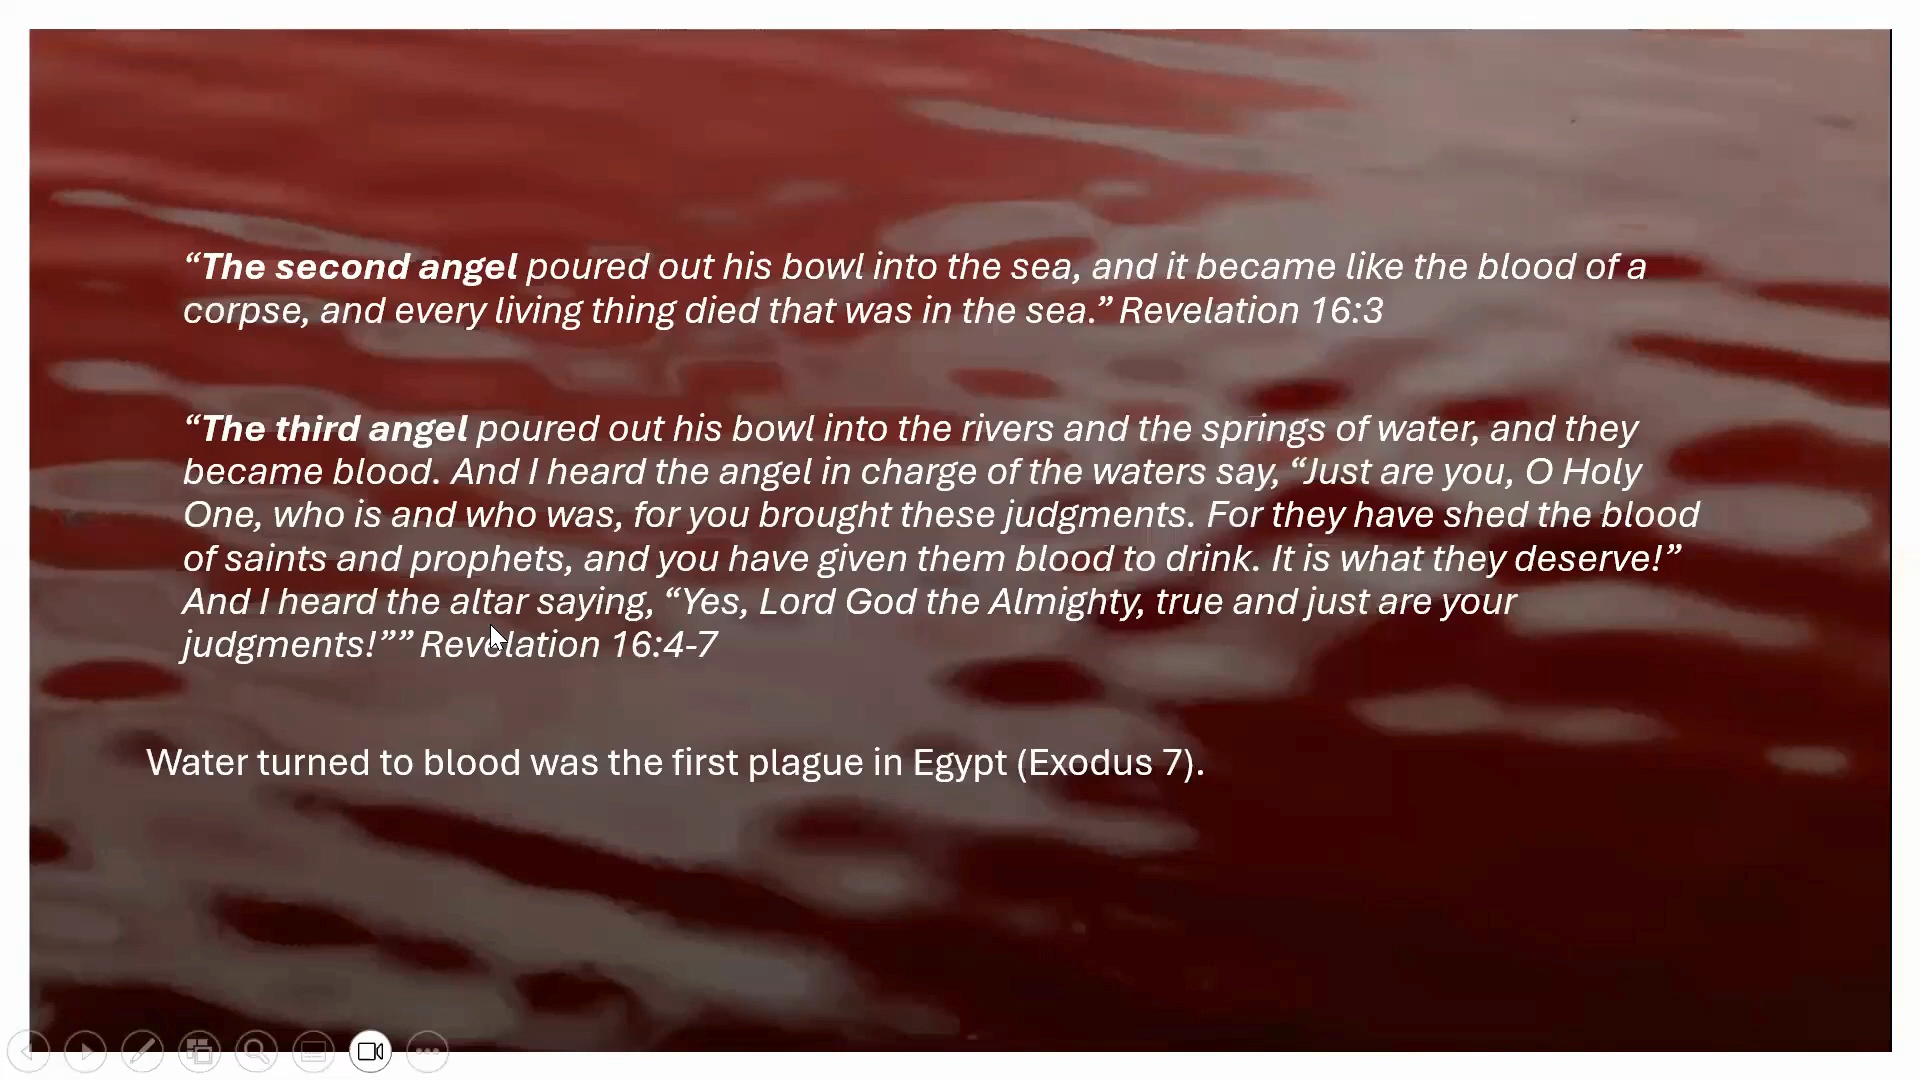 “The second angel poured out his bowl into the sea, and it became like the blood of a
corpse, and every living thing died that was in the sea.” Revelation 16:3
“The third angel poured out his bowl into the rivers and the springs of water, and they
became blood. And I heard the angel in charge of the waters say, “Just are you, O Holy
One, who is and who was, for you brought these judgments. For they have shed the blood
of saints and prophets, and you have given them blood to drink. It is what they deserve!”
And I heard the altar saying, “Yes, Lord God the Almighty, true and just are your
judgments!”” Revelation 16:4-7
Water turned to blood was the first plague in Egypt (Exodus 7).